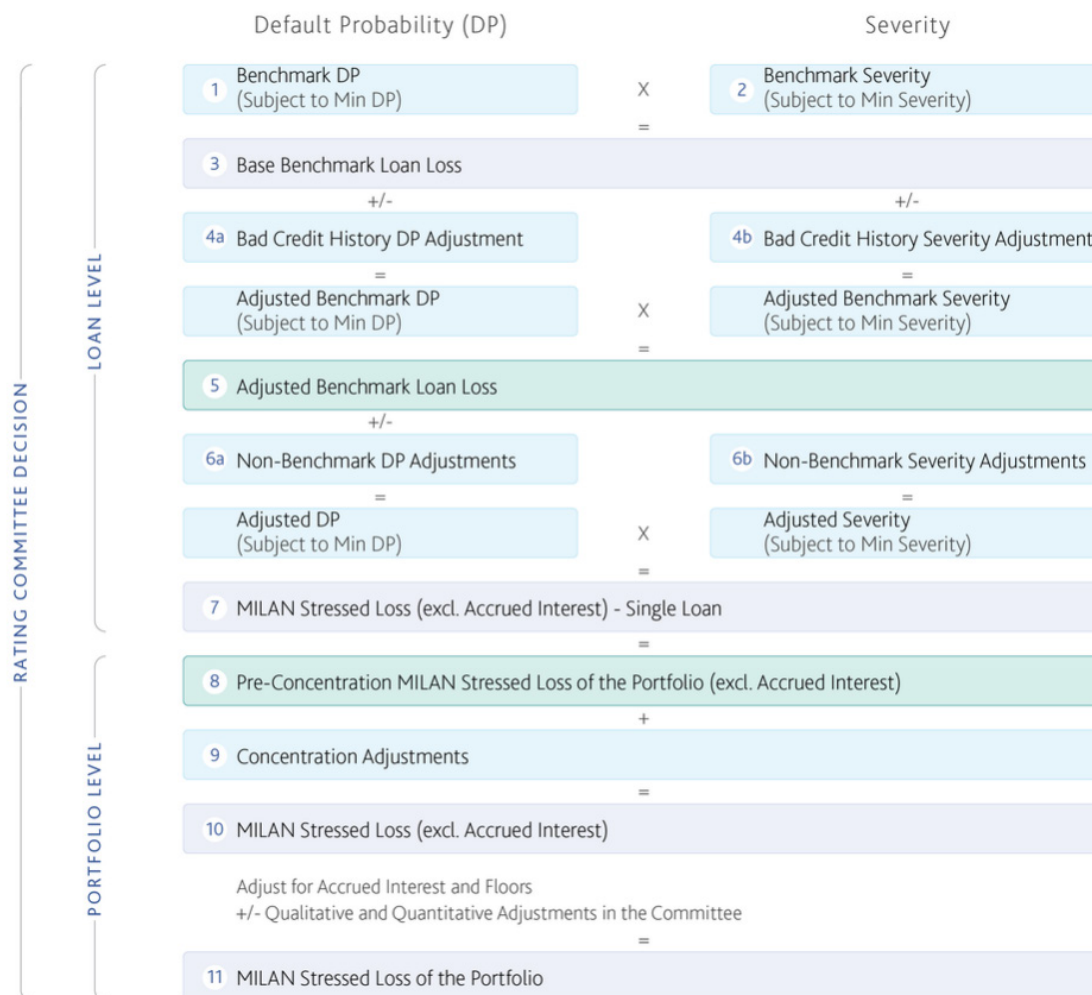 Default Probability (DP)
Severity
RATING COMMITTEE DECISION
LOAN LEVEL
1 Benchmark DP
(Subject to Min DP)
X
2 Benchmark Severity
(Subject to Min Severity)
=
3 Base Benchmark Loan Loss
+/-
+/-
4a Bad Credit History DP Adjustment
4b Bad Credit History Severity Adjustment
=
=
Adjusted Benchmark DP
(Subject to Min DP)
X
Adjusted Benchmark Severity
(Subject to Min Severity)
=
5 Adjusted Benchmark Loan Loss
+/-
6a Non-Benchmark DP Adjustments
6b Non-Benchmark Severity Adjustments
=
=
Adjusted DP
(Subject to Min DP)
X
Adjusted Severity
(Subject to Min Severity)
=
7 MILAN Stressed Loss (excl. Accrued Interest) - Single Loan
=
PORTFOLIO LEVEL
8 Pre-Concentration MILAN Stressed Loss of the Portfolio (excl. Accrued Interest)
+
9 Concentration Adjustments
=
10 MILAN Stressed Loss (excl. Accrued Interest)
Adjust for Accrued Interest and Floors
+/- Qualitative and Quantitative Adjustments in the Committee
=
11 MILAN Stressed Loss of the Portfolio